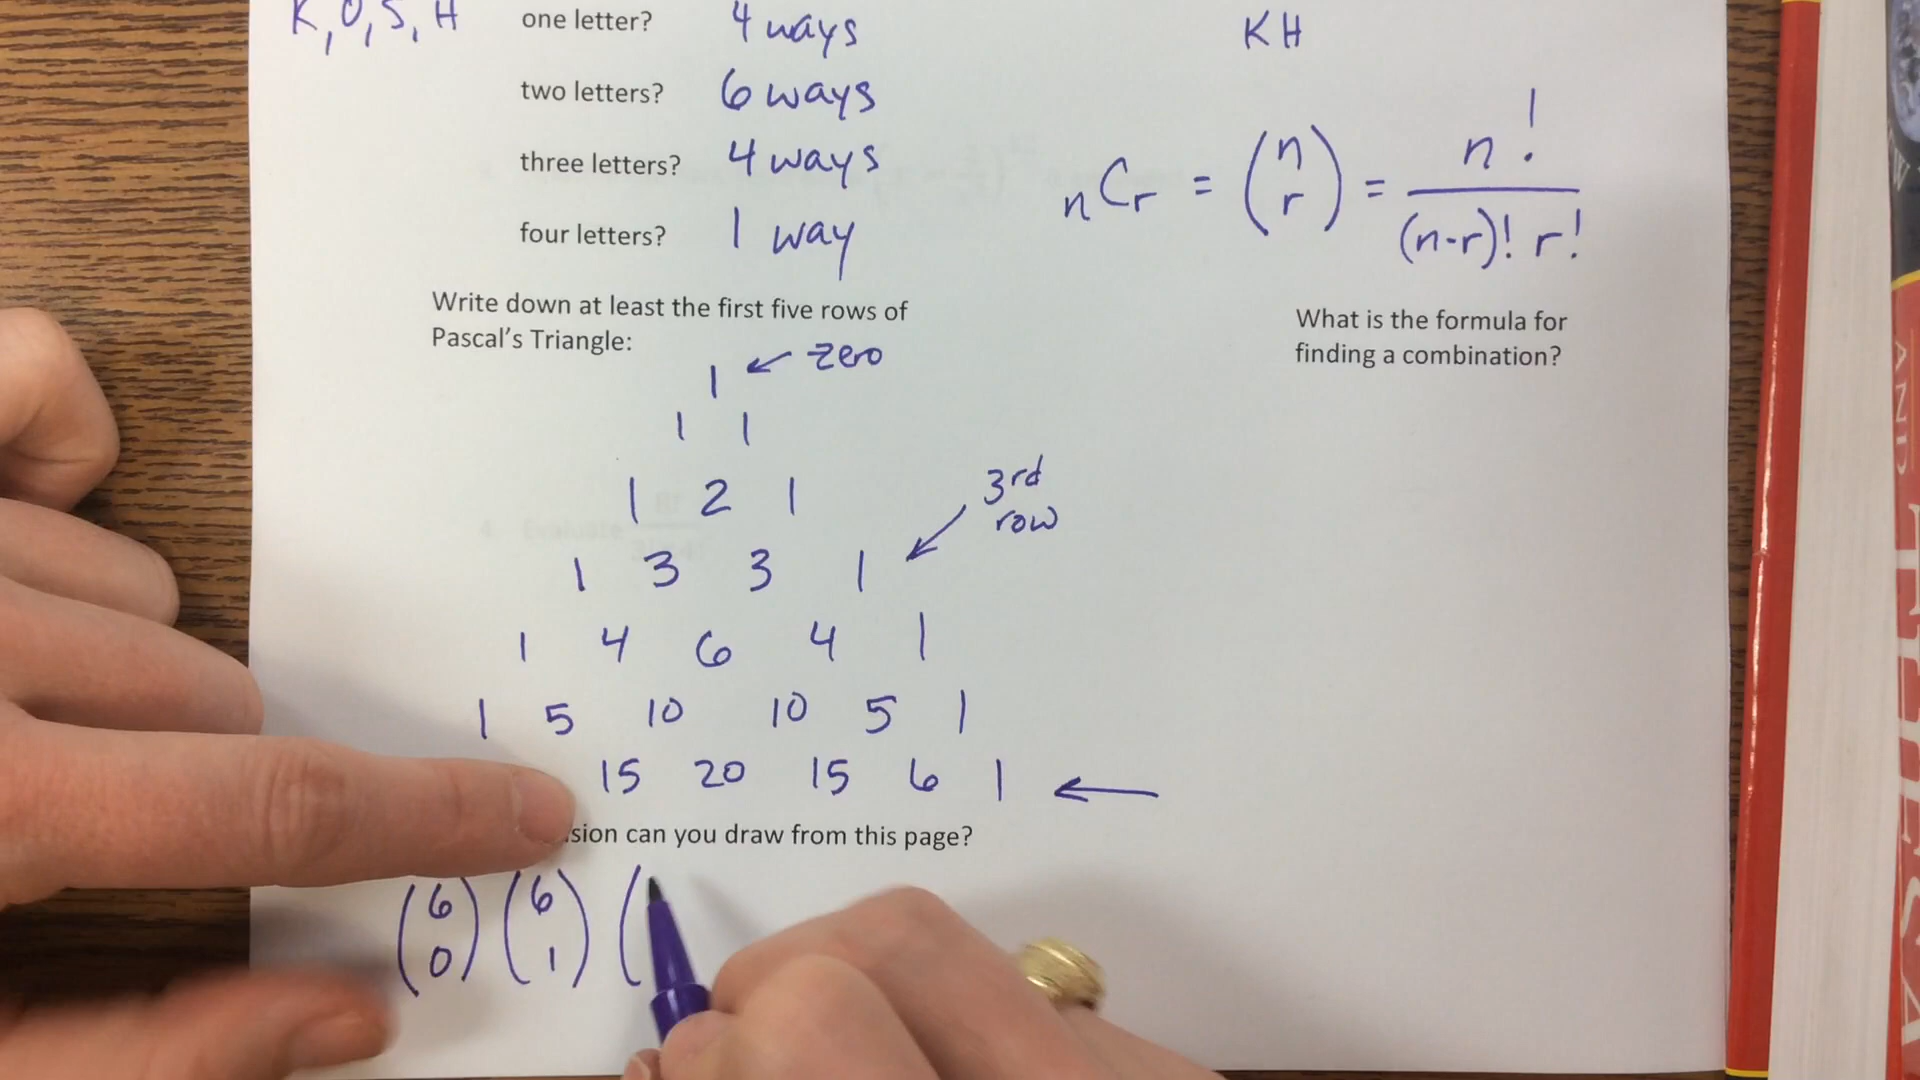 K, O, S, H one letter? 4 ways KH
two letters? 6 ways
three letters? 4 ways
four letters? 1 way
nCr = (n r) = n! / (n-r)! r!
Write down at least the first five rows of
Pascal's Triangle:
What is the formula for
finding a combination?
1 ← zero
1 1
1 2 1
3rd
row
1 3 3 1
1 4 6 4 1
1 5 10 10 5 1
15 20 15 6 1 ←
sion can you draw from this page?
(6 0) (6 1) (
AND